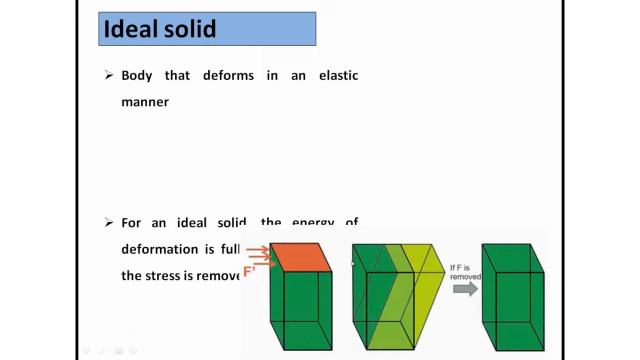 Ideal solid
➢ Body that deforms in an elastic
manner
➢ For an ideal solid, the energy of
deformation is full
the stress is remove
F'
If F is
removed